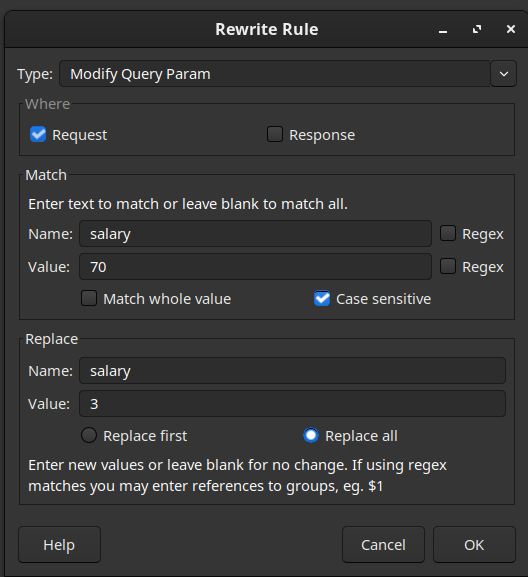 Rewrite Rule
Type: Modify Query Param
Where
Request Response
Match
Enter text to match or leave blank to match all.
Name: salary Regex
Value: 70 Regex
Match whole value Case sensitive
Replace
Name: salary
Value: 3
Replace first Replace all
Enter new values or leave blank for no change. If using regex
matches you may enter references to groups, eg. $1
Help Cancel OK